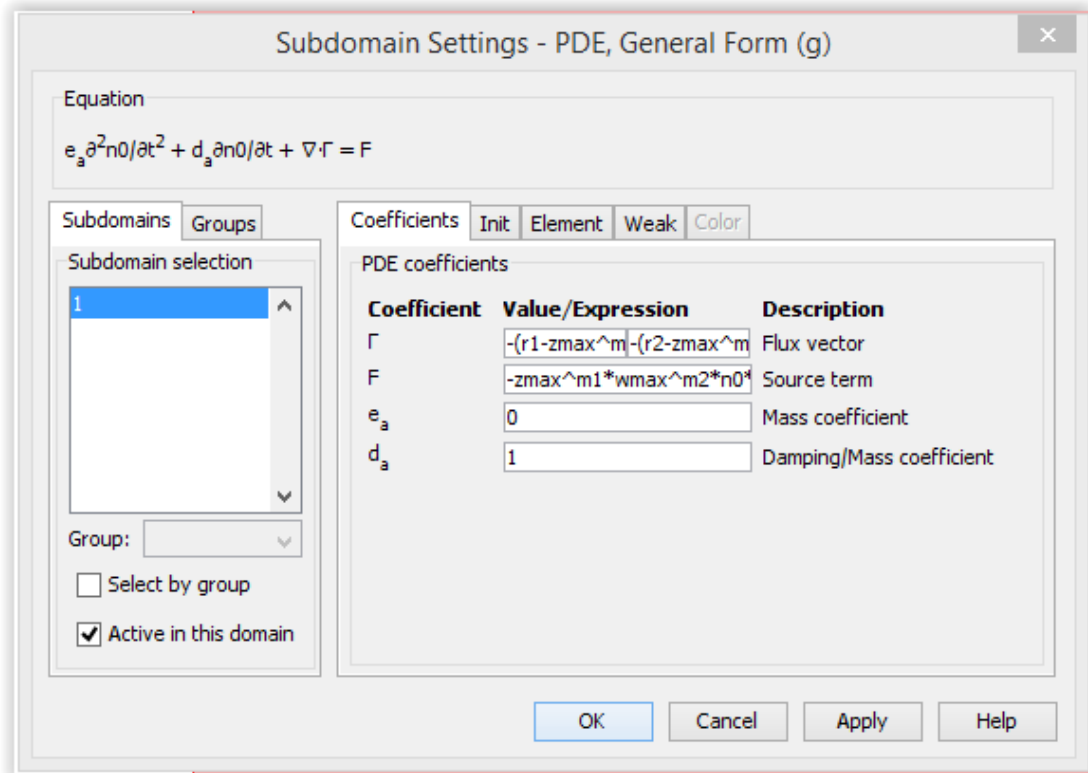 Subdomain Settings - PDE, General Form (g)
×
Equation
eₐ∂²n0/∂t² + dₐ∂n0/∂t + ∇·Γ = F
Subdomains Groups
Subdomain selection
1
Group:
Select by group
Active in this domain
Coefficients Init Element Weak Color
PDE coefficients
Coefficient Value/Expression Description
Γ -(r1-zmax^m -(r2-zmax^m Flux vector
F -zmax^m1*wmax^m2*n0* Source term
eₐ 0 Mass coefficient
dₐ 1 Damping/Mass coefficient
OK Cancel Apply Help